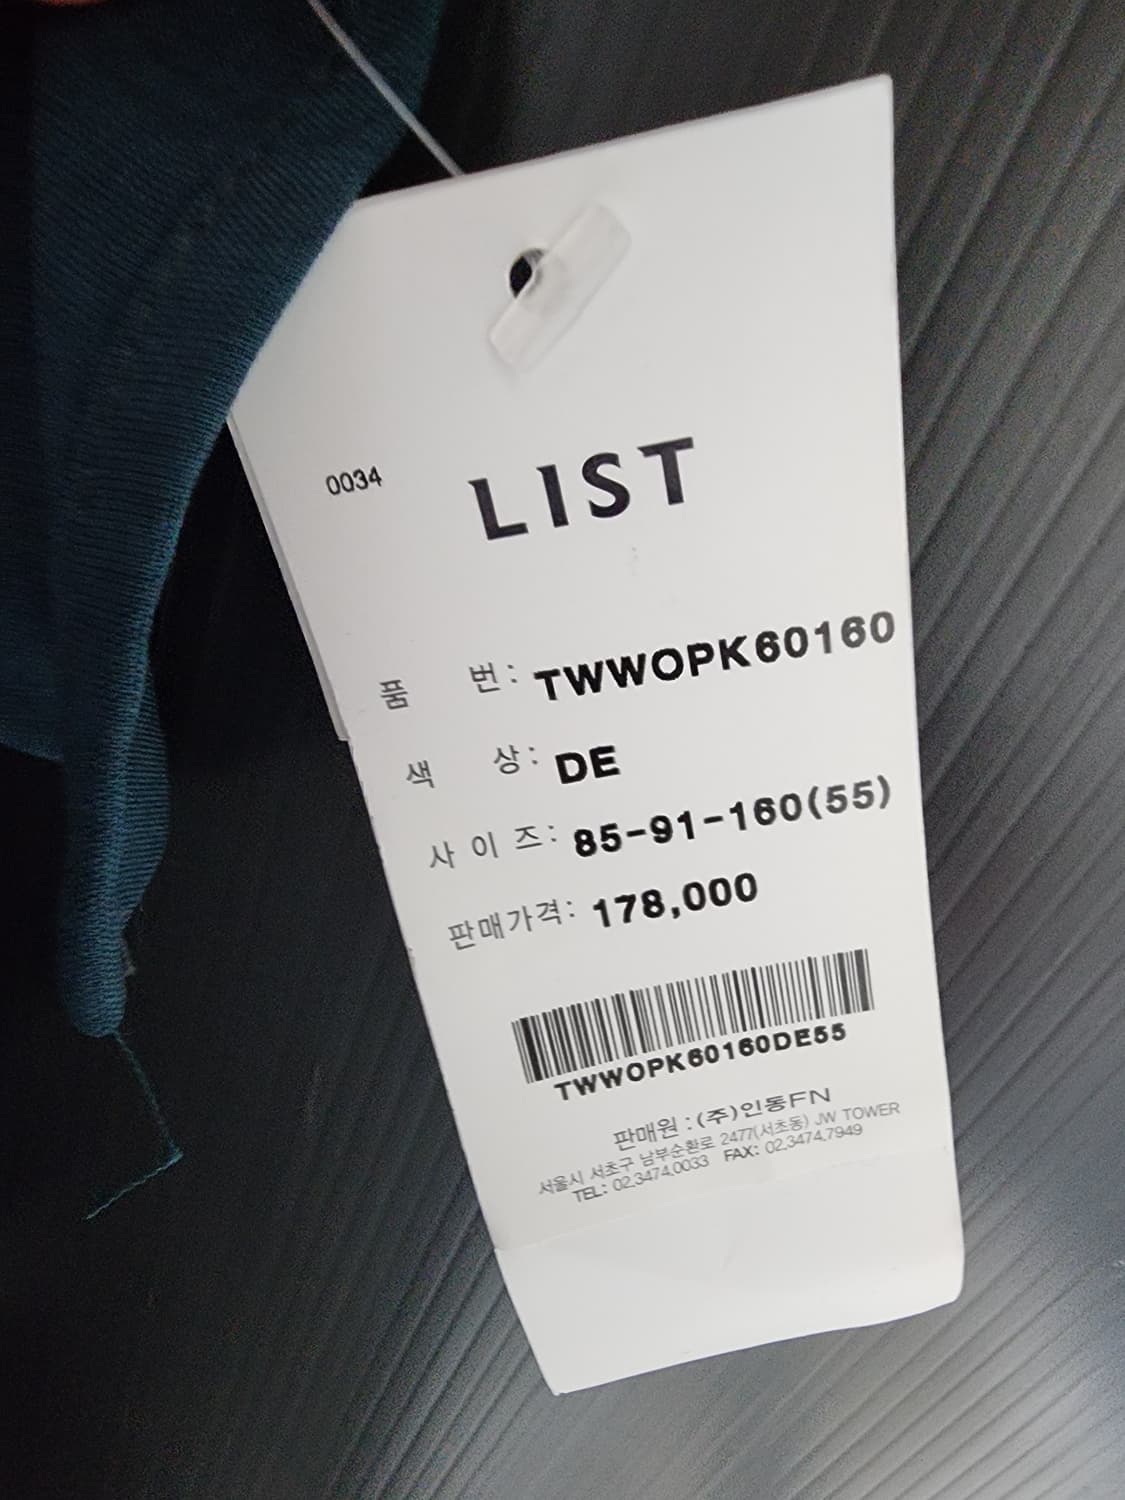 0034
LIST
품 번: TWWOPK60160
색 상: DE
사 이 즈: 85-91-160(55)
판매가격: 178,000
TWWOPK60160DE55
판매원 : (주)인동FN
서울시 서초구 남부순환로 2477(서초동) JW TOWER
TEL: 02.3474.0033 FAX: 02.3474.7949